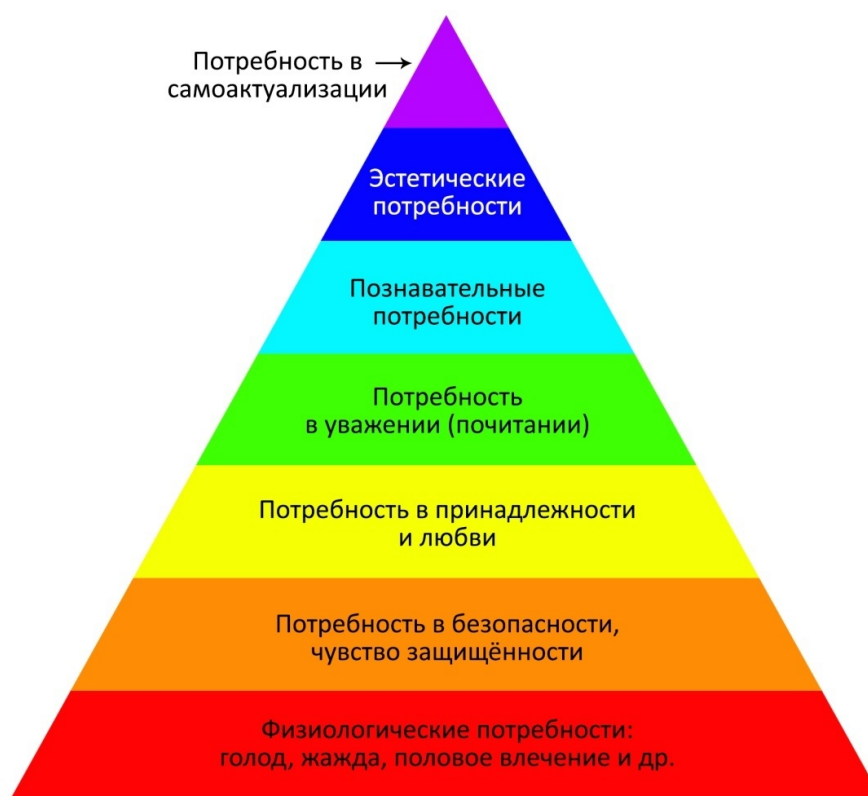 Потребность в
самоактуализации
Эстетические
потребности
Познавательные
потребности
Потребность
в уважении (почитании)
Потребность в принадлежности
и любви
Потребность в безопасности,
чувство защищённости
Физиологические потребности:
голод, жажда, половое влечение и др.